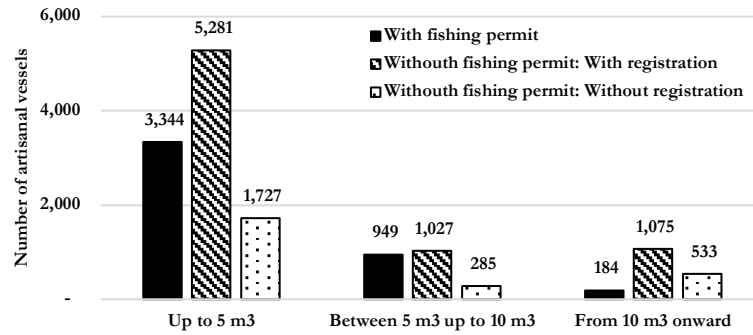 Number of artisanal vessels
6,000
4,000
2,000
-
With fishing permit
Withouth fishing permit: With registration
Withouth fishing permit: Without registration
3,344
5,281
1,727
949
1,027
285
184
1,075
533
Up to 5 m3
Between 5 m3 up to 10 m3
From 10 m3 onward